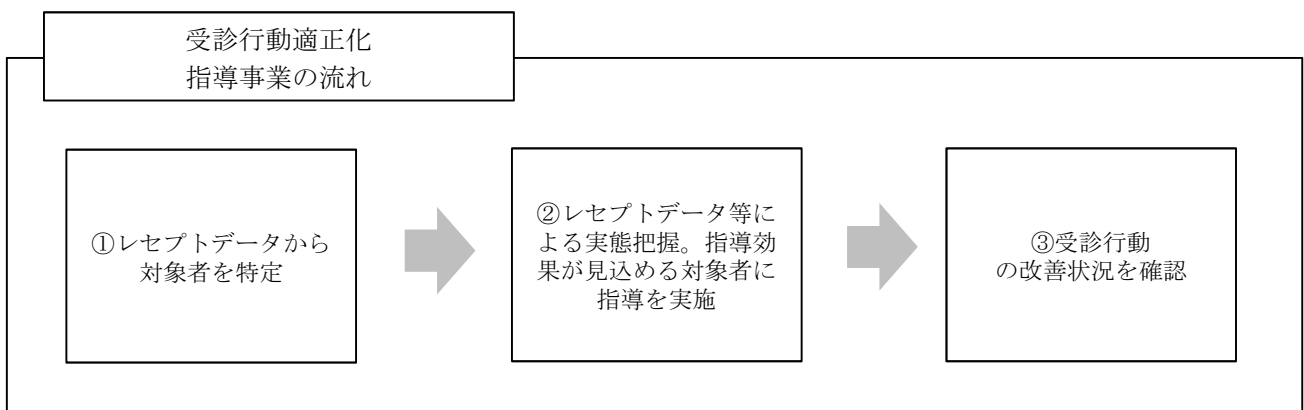 受診行動適正化
指導事業の流れ
①レセプトデータから
対象者を特定
②レセプトデータ等に
よる実態把握。指導効
果が見込める対象者に
指導を実施
③受診行動
の改善状況を確認